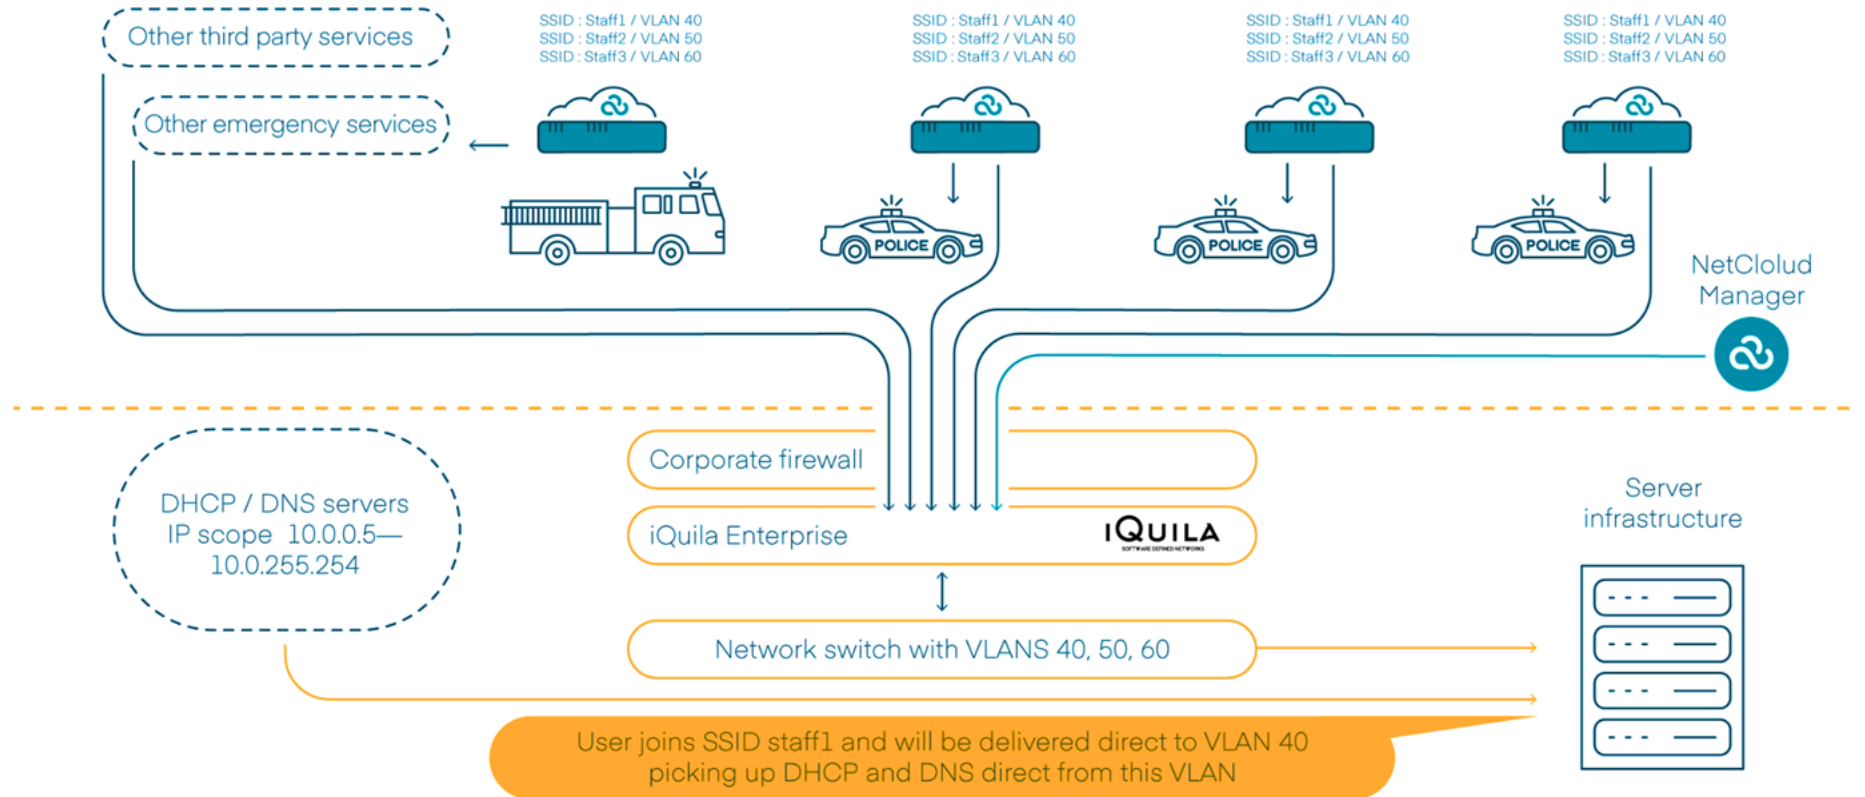 Other third party services
SSID : Staff1 / VLAN 40
SSID : Staff2 / VLAN 50
SSID : Staff3 / VLAN 60
SSID : Staff1 / VLAN 40
SSID : Staff2 / VLAN 50
SSID : Staff3 / VLAN 60
SSID : Staff1 / VLAN 40
SSID : Staff2 / VLAN 50
SSID : Staff3 / VLAN 60
SSID : Staff1 / VLAN 40
SSID : Staff2 / VLAN 50
SSID : Staff3 / VLAN 60
Other emergency services
POLICE
POLICE
POLICE
NetClolud
Manager
Corporate firewall
DHCP / DNS servers
IP scope 10.0.0.5—
10.0.255.254
iQuila Enterprise
IQUILA
SOFTWARE DEFINED NETWORKS
Server
infrastructure
Network switch with VLANS 40, 50, 60
User joins SSID staff1 and will be delivered direct to VLAN 40
picking up DHCP and DNS direct from this VLAN